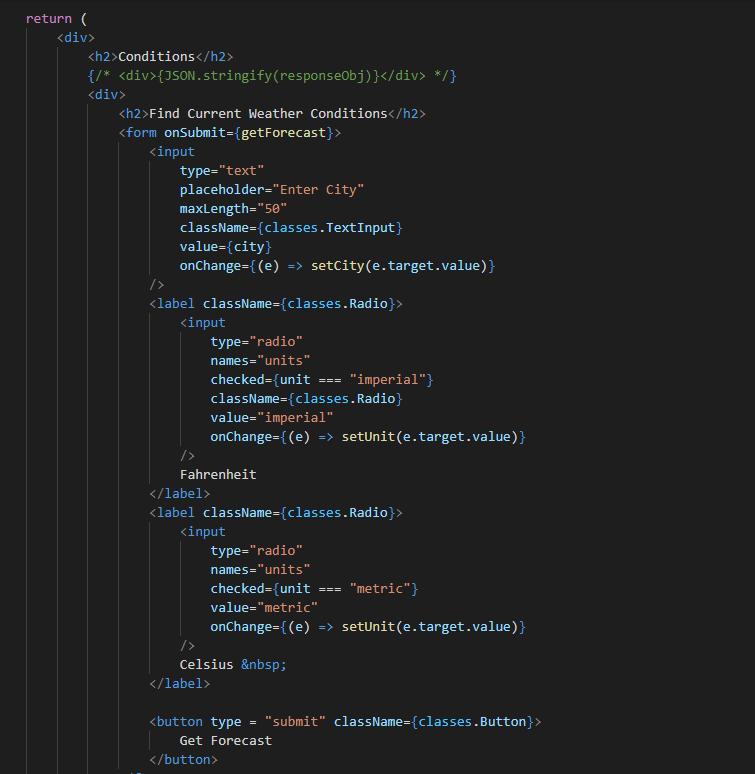 return (
<div>
<h2>Conditions</h2>
{/* <div>{JSON.stringify(responseObj)}</div> */}
<div>
<h2>Find Current Weather Conditions</h2>
<form onSubmit={getForecast}>
<input
type="text"
placeholder="Enter City"
maxLength="50"
className={classes.TextInput}
value={city}
onChange={(e) => setCity(e.target.value)}
/>
<label className={classes.Radio}>
<input
type="radio"
names="units"
checked={unit === "imperial"}
className={classes.Radio}
value="imperial"
onChange={(e) => setUnit(e.target.value)}
/>
Fahrenheit
</label>
<label className={classes.Radio}>
<input
type="radio"
names="units"
checked={unit === "metric"}
value="metric"
onChange={(e) => setUnit(e.target.value)}
/>
Celsius &nbsp;
</label>
<button type = "submit" className={classes.Button}>
Get Forecast
</button>